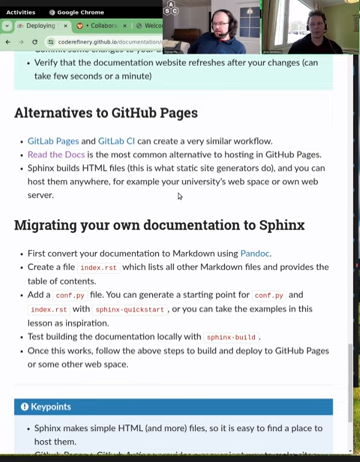 Activities
Google Chrome
Deploying
Collabora
Welco
coderefinery.github.io/documentation/
A
S C
• Verify that the documentation website refreshes after your changes (can
take few seconds or a minute)
Alternatives to GitHub Pages
• GitLab Pages and GitLab CI can create a very similar workflow.
• Read the Docs is the most common alternative to hosting in GitHub Pages.
• Sphinx builds HTML files (this is what static site generators do), and you can
host them anywhere, for example your university's web space or own web
server.
Migrating your own documentation to Sphinx
• First convert your documentation to Markdown using Pandoc.
• Create a file index.rst which lists all other Markdown files and provides the
table of contents.
• Add a conf.py file. You can generate a starting point for conf.py and
index.rst with sphinx-quickstart, or you can take the examples in this
lesson as inspiration.
• Test building the documentation locally with sphinx-build.
• Once this works, follow the above steps to build and deploy to GitHub Pages
or some other web space.
Keypoints
• Sphinx makes simple HTML (and more) files, so it is easy to find a place to
host them.